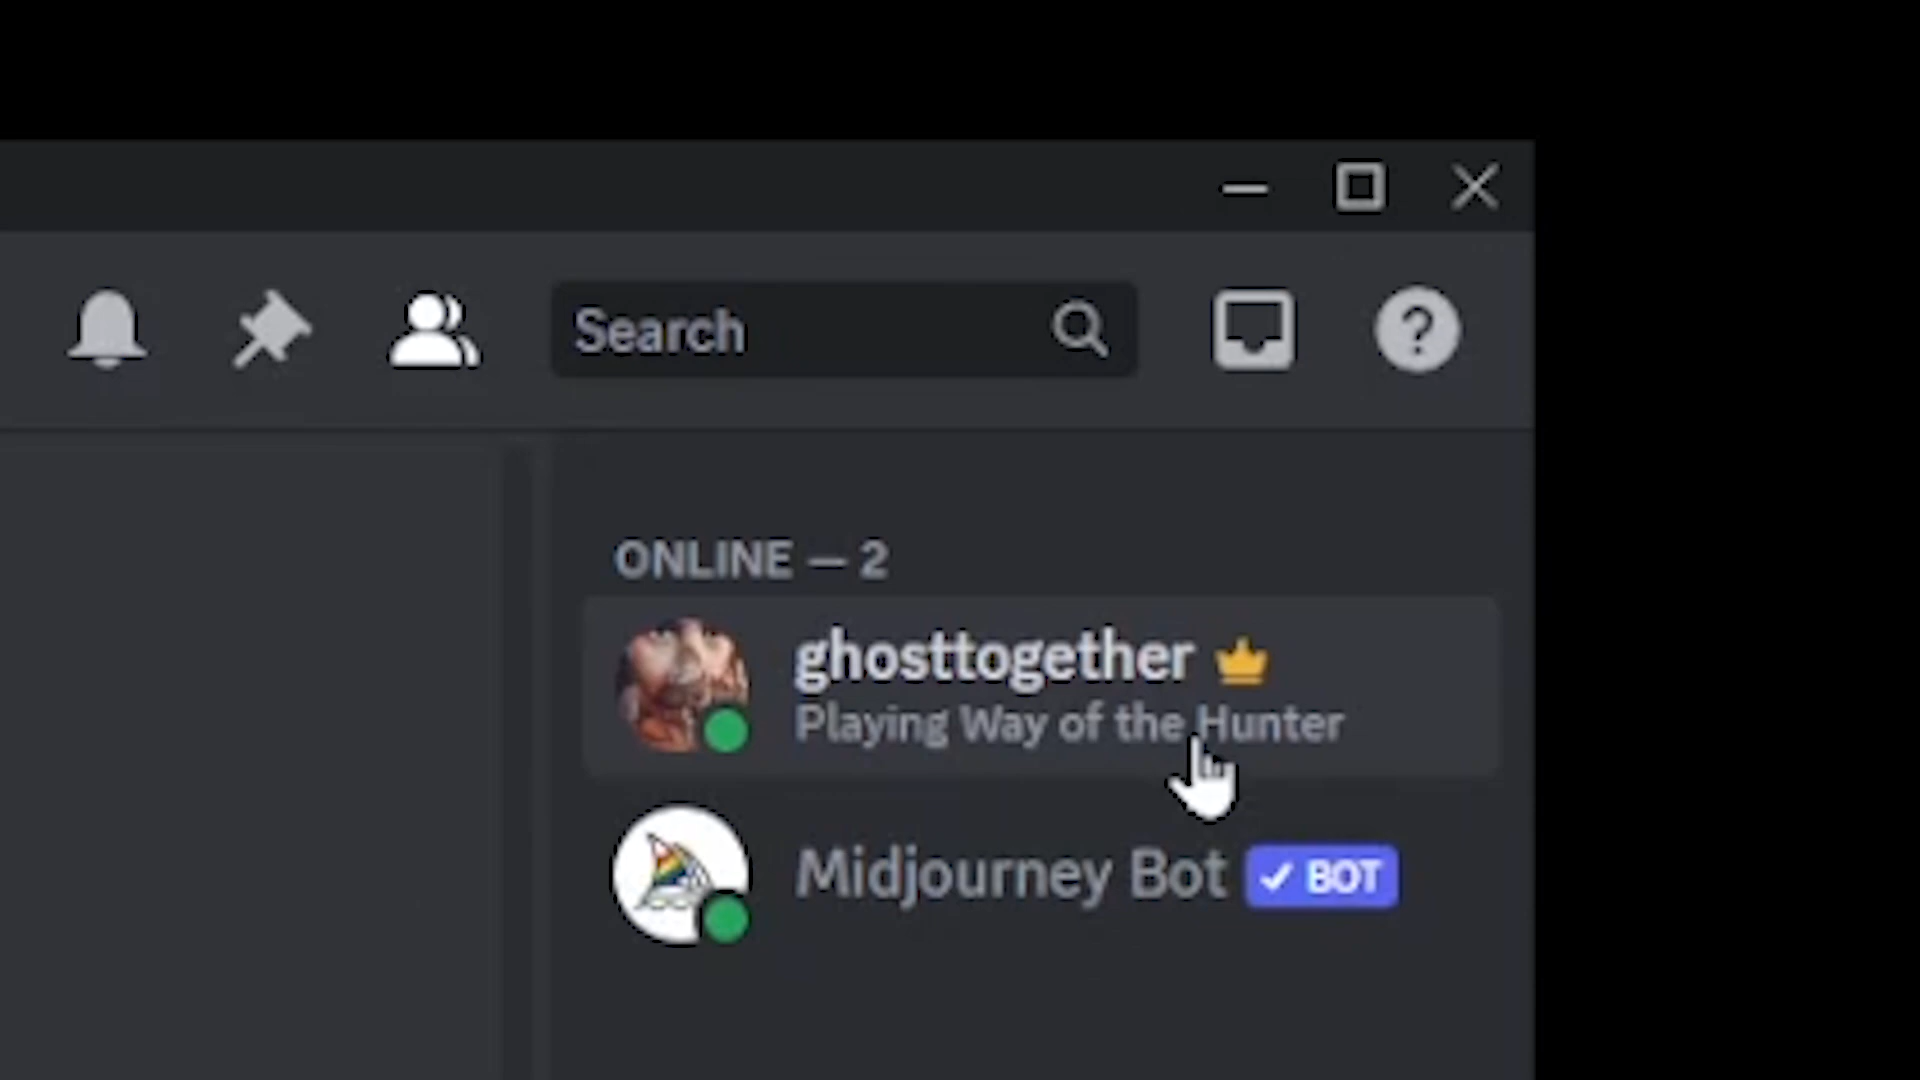 Search
ONLINE — 2
ghosttogether
Playing Way of the Hunter
Midjourney Bot ✓ BOT